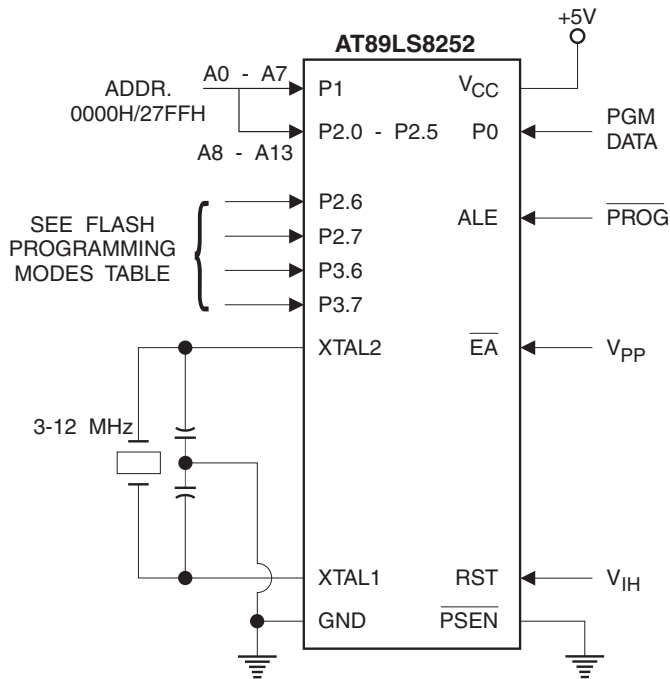 +5V
AT89LS8252
ADDR.
0000H/27FFH
A0 - A7
A8 - A13
P1
P2.0 - P2.5
VCC
P0
PGM
DATA
SEE FLASH
PROGRAMMING
MODES TABLE
P2.6
P2.7
P3.6
P3.7
ALE
PROG
XTAL2
EA
VPP
3-12 MHz
XTAL1
RST
VIH
GND
PSEN